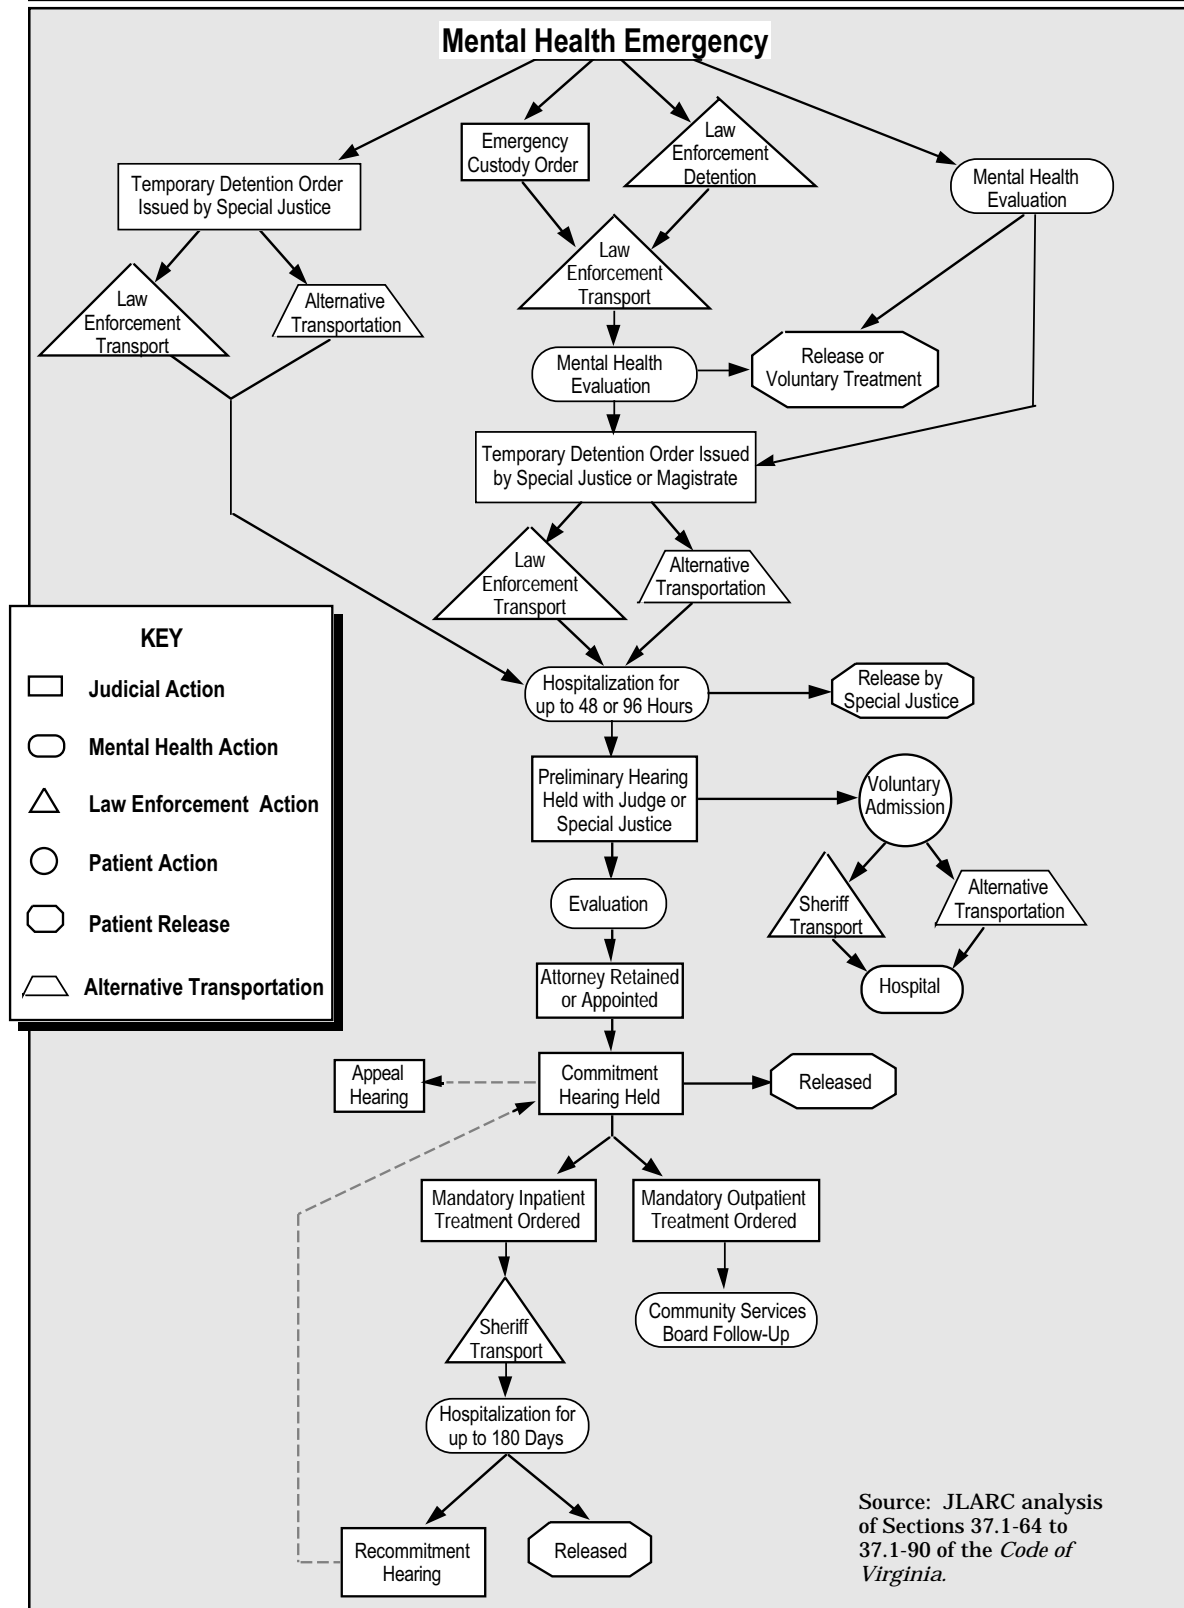 Mental Health Emergency
Emergency
Custody Order
Law
Enforcement
Detention
Temporary Detention Order
Issued by Special Justice
Mental Health
Evaluation
Law
Enforcement
Transport
Law
Enforcement
Transport
Alternative
Transportation
Mental Health
Evaluation
Release or
Voluntary Treatment
Temporary Detention Order Issued
by Special Justice or Magistrate
Law
Enforcement
Transport
Alternative
Transportation
KEY
Judicial Action
Mental Health Action
Law Enforcement Action
Patient Action
Patient Release
Alternative Transportation
Hospitalization for
up to 48 or 96 Hours
Release by
Special Justice
Preliminary Hearing
Held with Judge or
Special Justice
Voluntary
Admission
Evaluation
Sheriff
Transport
Alternative
Transportation
Attorney Retained
or Appointed
Hospital
Appeal
Hearing
Commitment
Hearing Held
Released
Mandatory Inpatient
Treatment Ordered
Mandatory Outpatient
Treatment Ordered
Sheriff
Transport
Community Services
Board Follow-Up
Hospitalization for
up to 180 Days
Recommitment
Hearing
Released
Source: JLARC analysis
of Sections 37.1-64 to
37.1-90 of the Code of
Virginia.